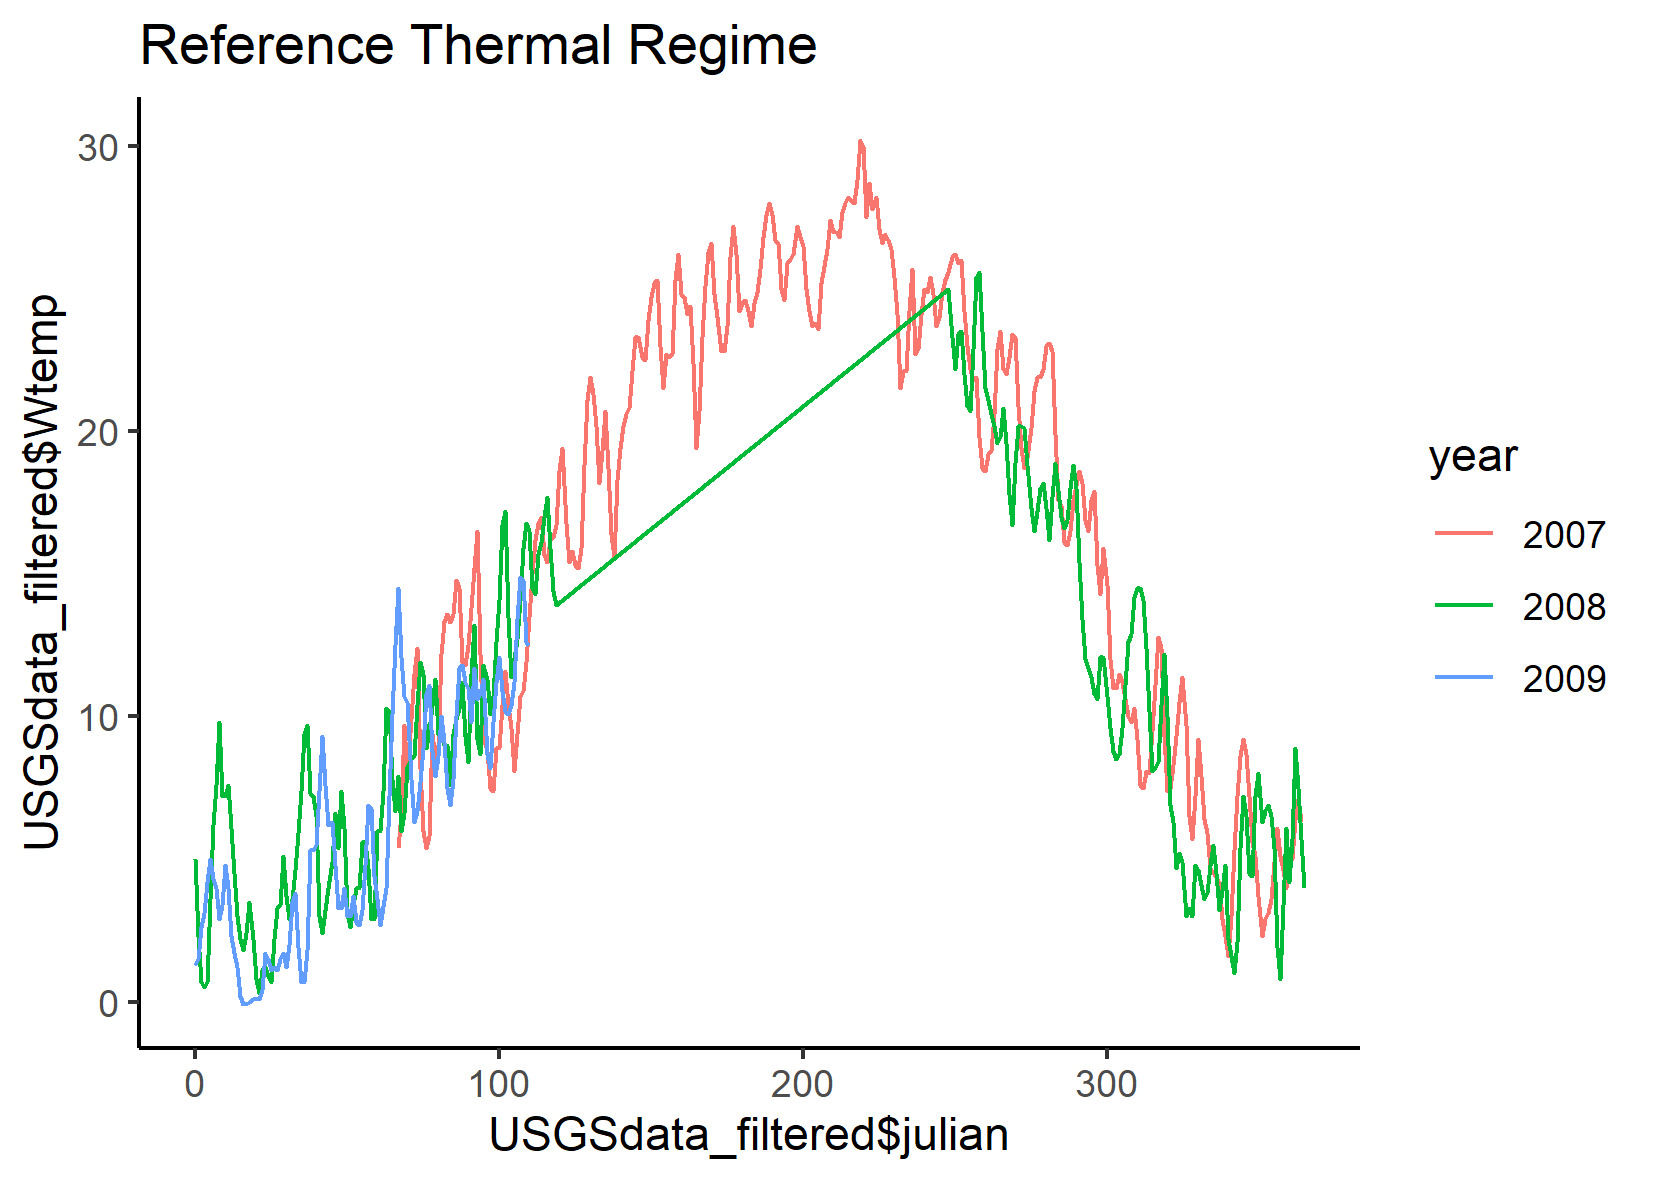 Reference Thermal Regime
30
20
10
0
USGSdata_filtered$Wtemp
0 100 200 300
USGSdata_filtered$julian
year
2007
2008
2009